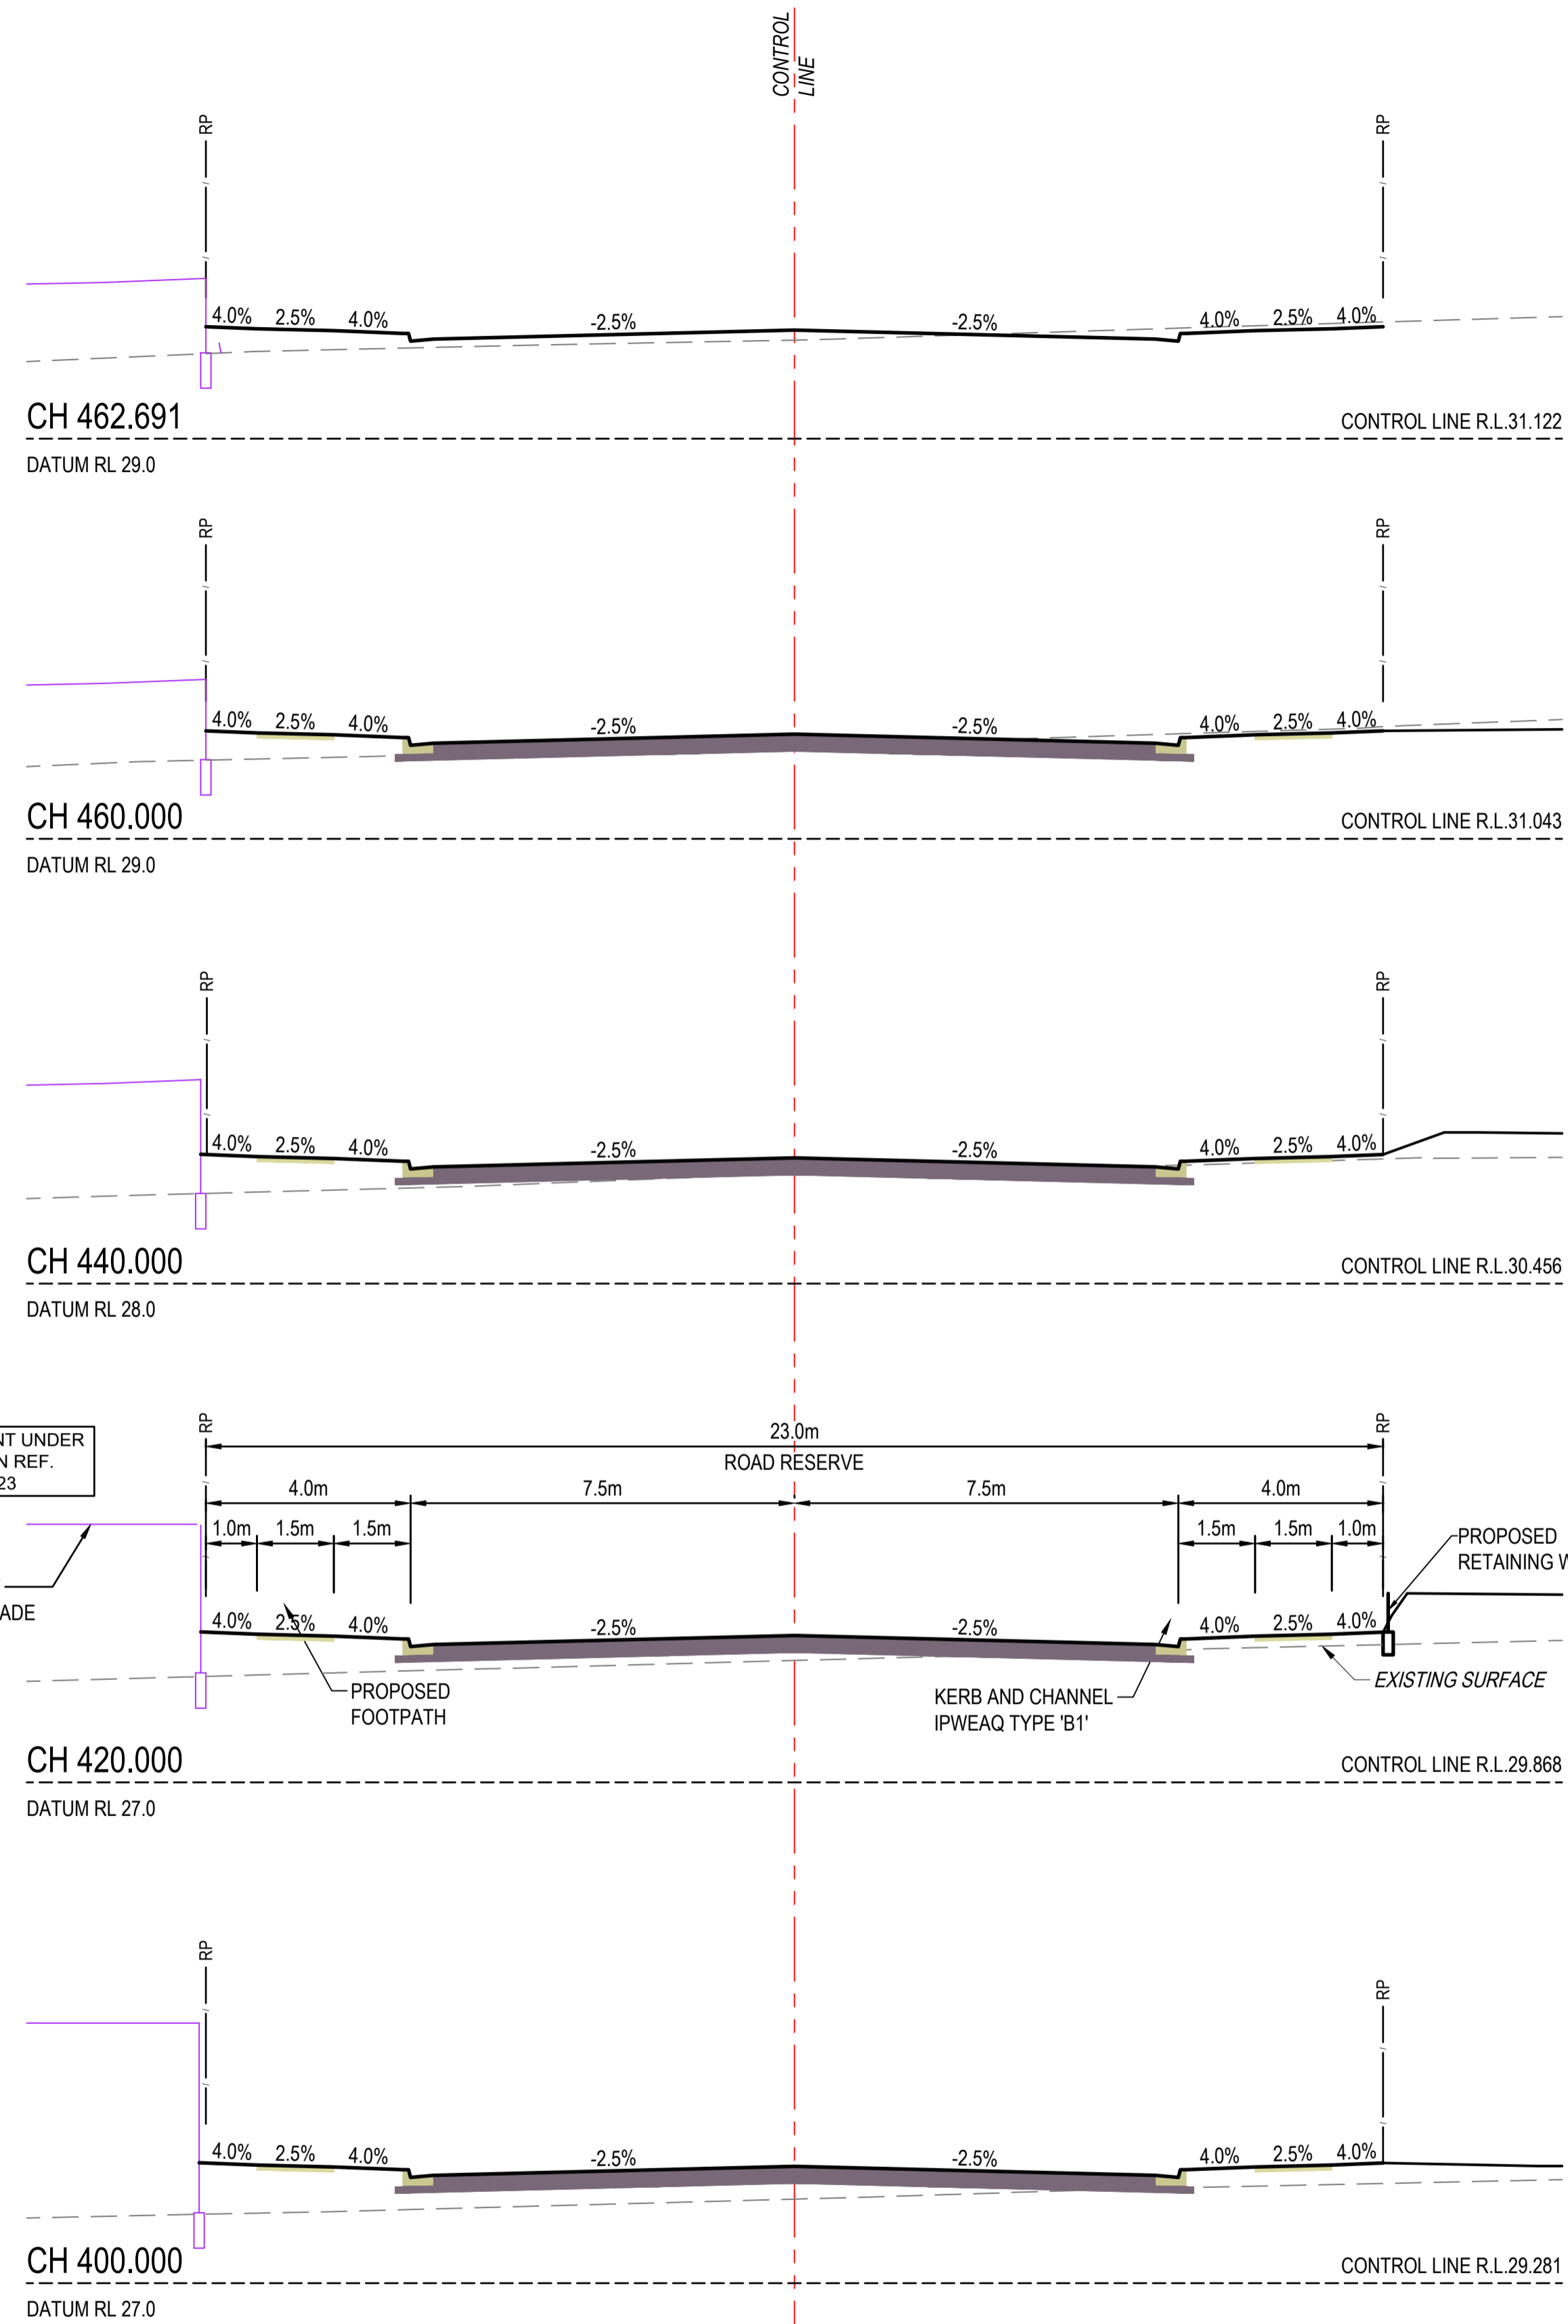 CONTROL
LINE
RP
RP
4.0% 2.5% 4.0% -2.5% -2.5% 4.0% 2.5% 4.0%
CH 462.691
CONTROL LINE R.L.31.122
DATUM RL 29.0
RP
RP
4.0% 2.5% 4.0% -2.5% -2.5% 4.0% 2.5% 4.0%
CH 460.000
CONTROL LINE R.L.31.043
DATUM RL 29.0
RP
RP
4.0% 2.5% 4.0% -2.5% -2.5% 4.0% 2.5% 4.0%
CH 440.000
CONTROL LINE R.L.30.456
DATUM RL 28.0
NT UNDER
N REF.
23
RP
RP
23.0m
ROAD RESERVE
4.0m 7.5m 7.5m 4.0m
1.0m 1.5m 1.5m 1.5m 1.5m 1.0m
PROPOSED
RETAINING W
ADE
4.0% 2.5% 4.0% -2.5% -2.5% 4.0% 2.5% 4.0%
PROPOSED
FOOTPATH
KERB AND CHANNEL
IPWEAQ TYPE 'B1'
EXISTING SURFACE
CH 420.000
CONTROL LINE R.L.29.868
DATUM RL 27.0
RP
RP
4.0% 2.5% 4.0% -2.5% -2.5% 4.0% 2.5% 4.0%
CH 400.000
CONTROL LINE R.L.29.281
DATUM RL 27.0